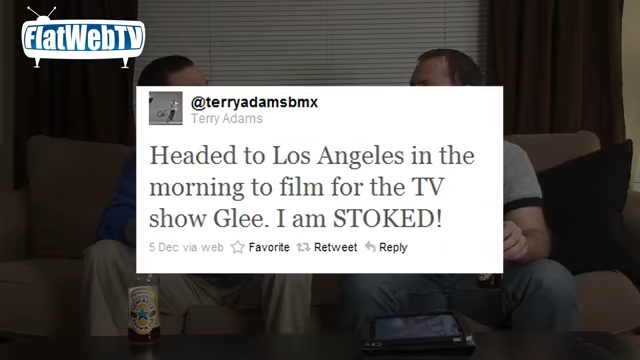 FlatWebTV
@terryadamsbmx
Terry Adams
Headed to Los Angeles in the
morning to film for the TV
show Glee. I am STOKED!
5 Dec via web Favorite Retweet Reply